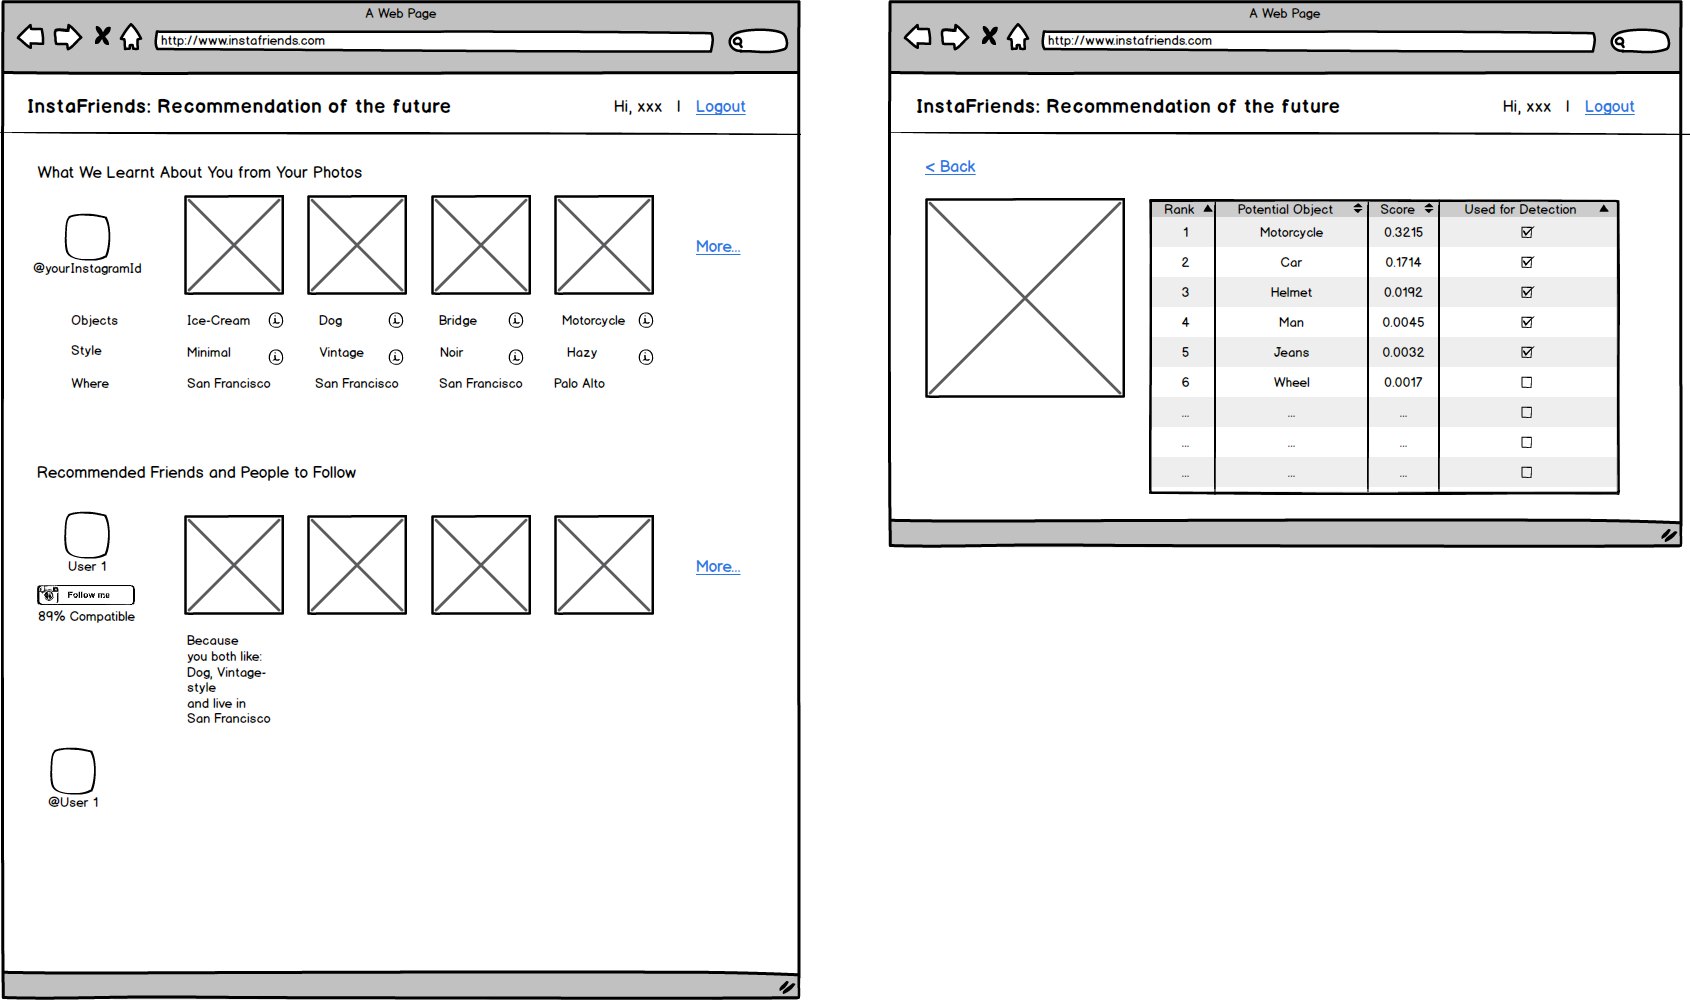 A Web Page
http://www.instafriends.com
InstaFriends: Recommendation of the future
Hi, xxx | Logout
What We Learnt About You from Your Photos
@yourInstagramId
More...
Objects Ice-Cream i Dog i Bridge i Motorcycle i
Style Minimal i Vintage i Noir i Hazy i
Where San Francisco San Francisco San Francisco Palo Alto
Recommended Friends and People to Follow
User 1
More...
Follow me
89% Compatible
Because
you both like:
Dog, Vintage-
style
and live in
San Francisco
@User 1
A Web Page
http://www.instafriends.com
InstaFriends: Recommendation of the future
Hi, xxx | Logout
< Back
Rank Potential Object Score Used for Detection
1 Motorcycle 0.3215
2 Car 0.1714
3 Helmet 0.0192
4 Man 0.0045
5 Jeans 0.0032
6 Wheel 0.0017
... ... ...
... ... ...
... ... ...